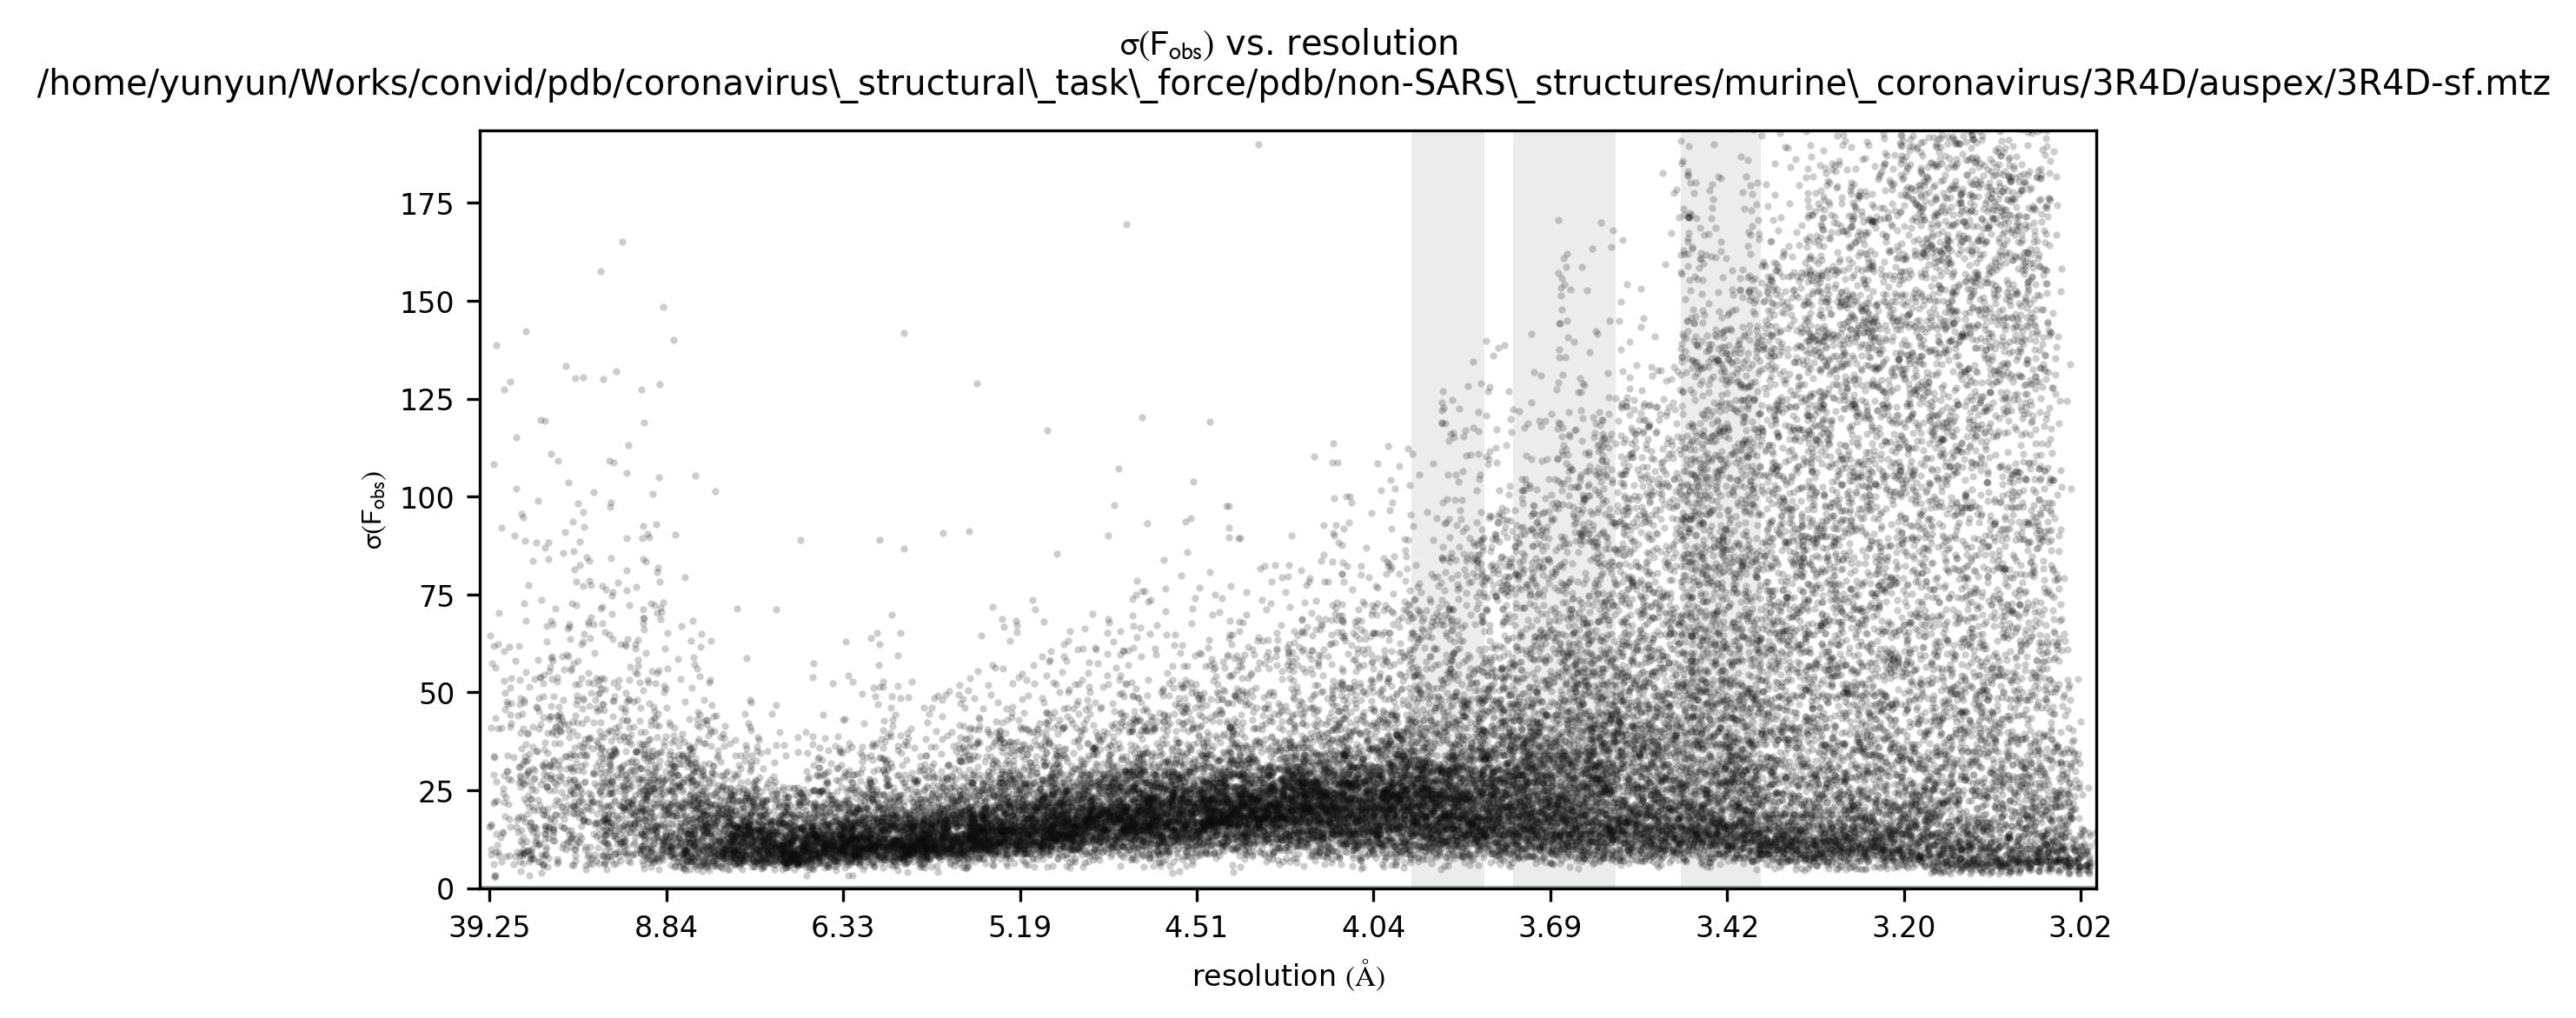 σ(Fobs) vs. resolution
/home/yunyun/Works/convid/pdb/coronavirus\_structural\_task\_force/pdb/non-SARS\_structures/murine\_coronavirus/3R4D/auspex/3R4D-sf.mtz
σ(Fobs)
175
150
125
100
75
50
25
0
39.25 8.84 6.33 5.19 4.51 4.04 3.69 3.42 3.20 3.02
resolution (Å)